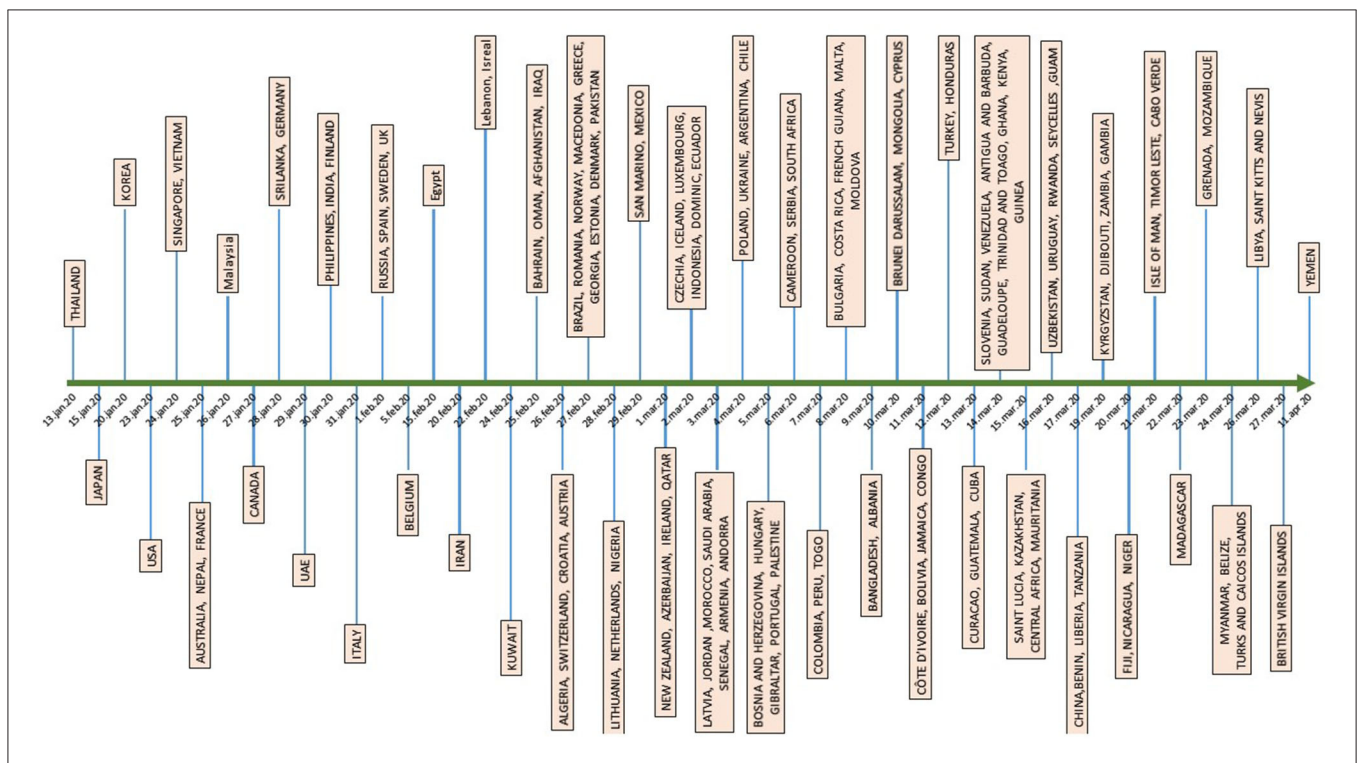 THAILAND
KOREA
SINGAPORE, VIETNAM
Malaysia
SRILANKA, GERMANY
PHILIPPINES, INDIA, FINLAND
RUSSIA, SPAIN, SWEDEN, UK
Egypt
Lebanon, Isreal
BAHRAIN, OMAN, AFGHANISTAN, IRAQ
BRAZIL, ROMANIA, NORWAY, MACEDONIA, GREECE,
GEORGIA, ESTONIA, DENMARK, PAKISTAN
SAN MARINO, MEXICO
CZECHIA, ICELAND, LUXEMBOURG,
INDONESIA, DOMINIC, ECUADOR
POLAND, UKRAINE, ARGENTINA, CHILE
CAMEROON, SERBIA, SOUTH AFRICA
BULGARIA, COSTA RICA, FRENCH GUIANA, MALTA,
MOLDOVA
BRUNEI DARUSSALAM, MONGOLIA, CYPRUS
TURKEY, HONDURAS
SLOVENIA, SUDAN, VENEZUELA, ANTIGUA AND BARBUDA,
GUADELOUPE, TRINIDAD AND TOAGO, GHANA, KENYA,
GUINEA
UZBEKISTAN, URUGUAY, RWANDA, SEYCELLES ,GUAM
KYRGYZSTAN, DJIBOUTI, ZAMBIA, GAMBIA
ISLE OF MAN, TIMOR LESTE, CABO VERDE
GRENADA, MOZAMBIQUE
LIBYA, SAINT KITTS AND NEVIS
YEMEN
13.jan.20
15.jan.20
20.jan.20
23.jan.20
24.jan.20
25.jan.20
26.jan.20
27.jan.20
28.jan.20
29.jan.20
30.jan.20
31.jan.20
1.feb.20
5.feb.20
15.feb.20
20.feb.20
22.feb.20
24.feb.20
25.feb.20
26.feb.20
27.feb.20
28.feb.20
29.feb.20
1.mar.20
2.mar.20
3.mar.20
4.mar.20
5.mar.20
6.mar.20
7.mar.20
8.mar.20
9.mar.20
10.mar.20
11.mar.20
12.mar.20
13.mar.20
14.mar.20
15.mar.20
16.mar.20
17.mar.20
19.mar.20
20.mar.20
21.mar.20
22.mar.20
23.mar.20
24.mar.20
26.mar.20
27.mar.20
11.apr.20
JAPAN
USA
AUSTRALIA, NEPAL, FRANCE
CANADA
UAE
ITALY
BELGIUM
IRAN
KUWAIT
ALGERIA, SWITZERLAND, CROATIA, AUSTRIA
LITHUANIA, NETHERLANDS, NIGERIA
NEW ZEALAND, AZERBAIJAN, IRELAND, QATAR
LATVIA, JORDAN ,MOROCCO, SAUDI ARABIA,
SENEGAL, ARMENIA, ANDORRA
BOSNIA AND HERZEGOVINA, HUNGARY,
GIBRALTAR, PORTUGAL, PALESTINE
COLOMBIA, PERU, TOGO
BANGLADESH, ALBANIA
CÔTE D'IVOIRE, BOLIVIA, JAMAICA, CONGO
CURACAO, GUATEMALA, CUBA
SAINT LUCIA, KAZAKHSTAN,
CENTRAL AFRICA, MAURITANIA
CHINA,BENIN, LIBERIA, TANZANIA
FIJI, NICARAGUA, NIGER
MADAGASCAR
MYANMAR, BELIZE,
TURKS AND CAICOS ISLANDS
BRITISH VIRGIN ISLANDS